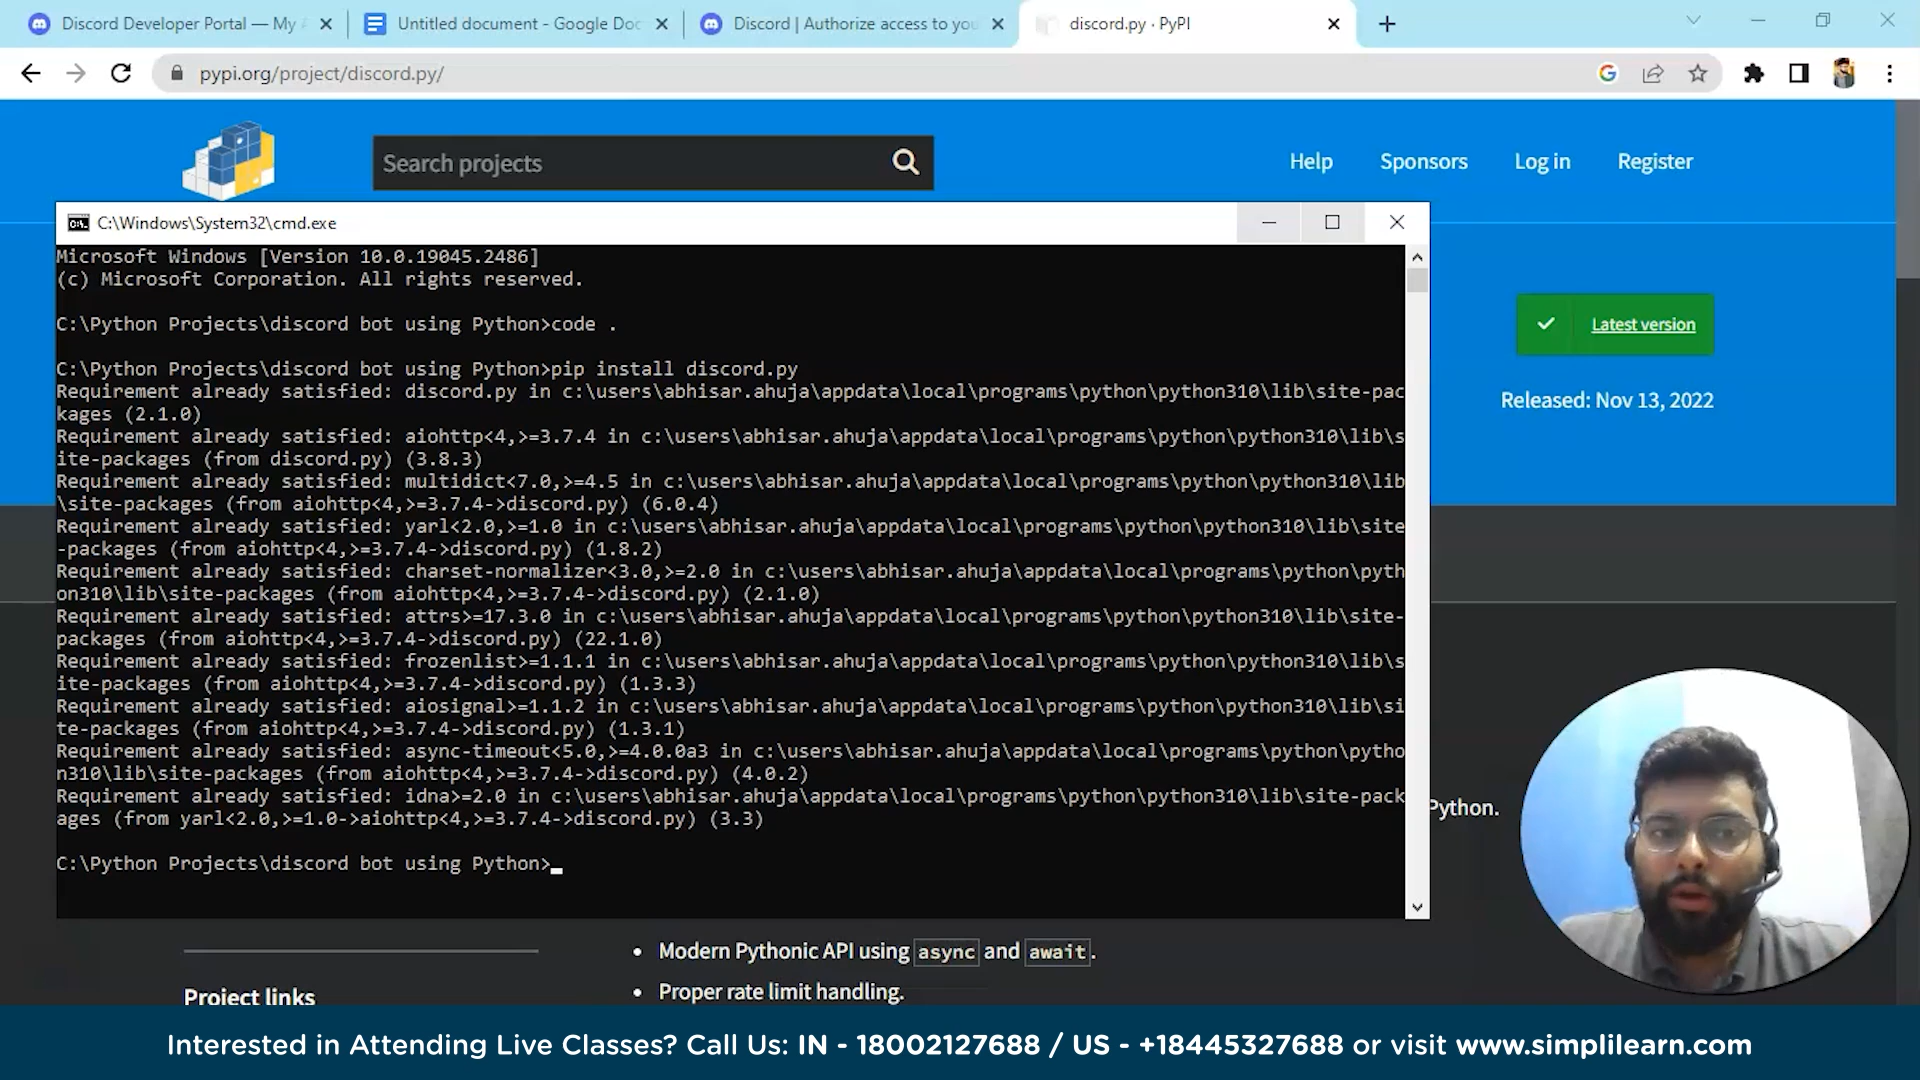 Discord Developer Portal — My
Untitled document - Google Doc
Discord | Authorize access to you
discord.py · PyPI
pypi.org/project/discord.py/
Search projects
Help
Sponsors
Log in
Register
C:\Windows\System32\cmd.exe
Microsoft Windows [Version 10.0.19045.2486]
(c) Microsoft Corporation. All rights reserved.
C:\Python Projects\discord bot using Python>code .
C:\Python Projects\discord bot using Python>pip install discord.py
Requirement already satisfied: discord.py in c:\users\abhisar.ahuja\appdata\local\programs\python\python310\lib\site-pac
kages (2.1.0)
Requirement already satisfied: aiohttp<4,>=3.7.4 in c:\users\abhisar.ahuja\appdata\local\programs\python\python310\lib\s
ite-packages (from discord.py) (3.8.3)
Requirement already satisfied: multidict<7.0,>=4.5 in c:\users\abhisar.ahuja\appdata\local\programs\python\python310\lib
\site-packages (from aiohttp<4,>=3.7.4->discord.py) (6.0.4)
Requirement already satisfied: yarl<2.0,>=1.0 in c:\users\abhisar.ahuja\appdata\local\programs\python\python310\lib\site
-packages (from aiohttp<4,>=3.7.4->discord.py) (1.8.2)
Requirement already satisfied: charset-normalizer<3.0,>=2.0 in c:\users\abhisar.ahuja\appdata\local\programs\python\pyth
on310\lib\site-packages (from aiohttp<4,>=3.7.4->discord.py) (2.1.0)
Requirement already satisfied: attrs>=17.3.0 in c:\users\abhisar.ahuja\appdata\local\programs\python\python310\lib\site-
packages (from aiohttp<4,>=3.7.4->discord.py) (22.1.0)
Requirement already satisfied: frozenlist>=1.1.1 in c:\users\abhisar.ahuja\appdata\local\programs\python\python310\lib\s
ite-packages (from aiohttp<4,>=3.7.4->discord.py) (1.3.3)
Requirement already satisfied: aiosignal>=1.1.2 in c:\users\abhisar.ahuja\appdata\local\programs\python\python310\lib\si
te-packages (from aiohttp<4,>=3.7.4->discord.py) (1.3.1)
Requirement already satisfied: async-timeout<5.0,>=4.0.0a3 in c:\users\abhisar.ahuja\appdata\local\programs\python\pytho
n310\lib\site-packages (from aiohttp<4,>=3.7.4->discord.py) (4.0.2)
Requirement already satisfied: idna>=2.0 in c:\users\abhisar.ahuja\appdata\local\programs\python\python310\lib\site-pack
ages (from yarl<2.0,>=1.0->aiohttp<4,>=3.7.4->discord.py) (3.3)
C:\Python Projects\discord bot using Python>_
Latest version
Released: Nov 13, 2022
Python.
• Modern Pythonic API using async and await.
• Proper rate limit handling.
Project links
Interested in Attending Live Classes? Call Us: IN - 18002127688 / US - +18445327688 or visit www.simplilearn.com